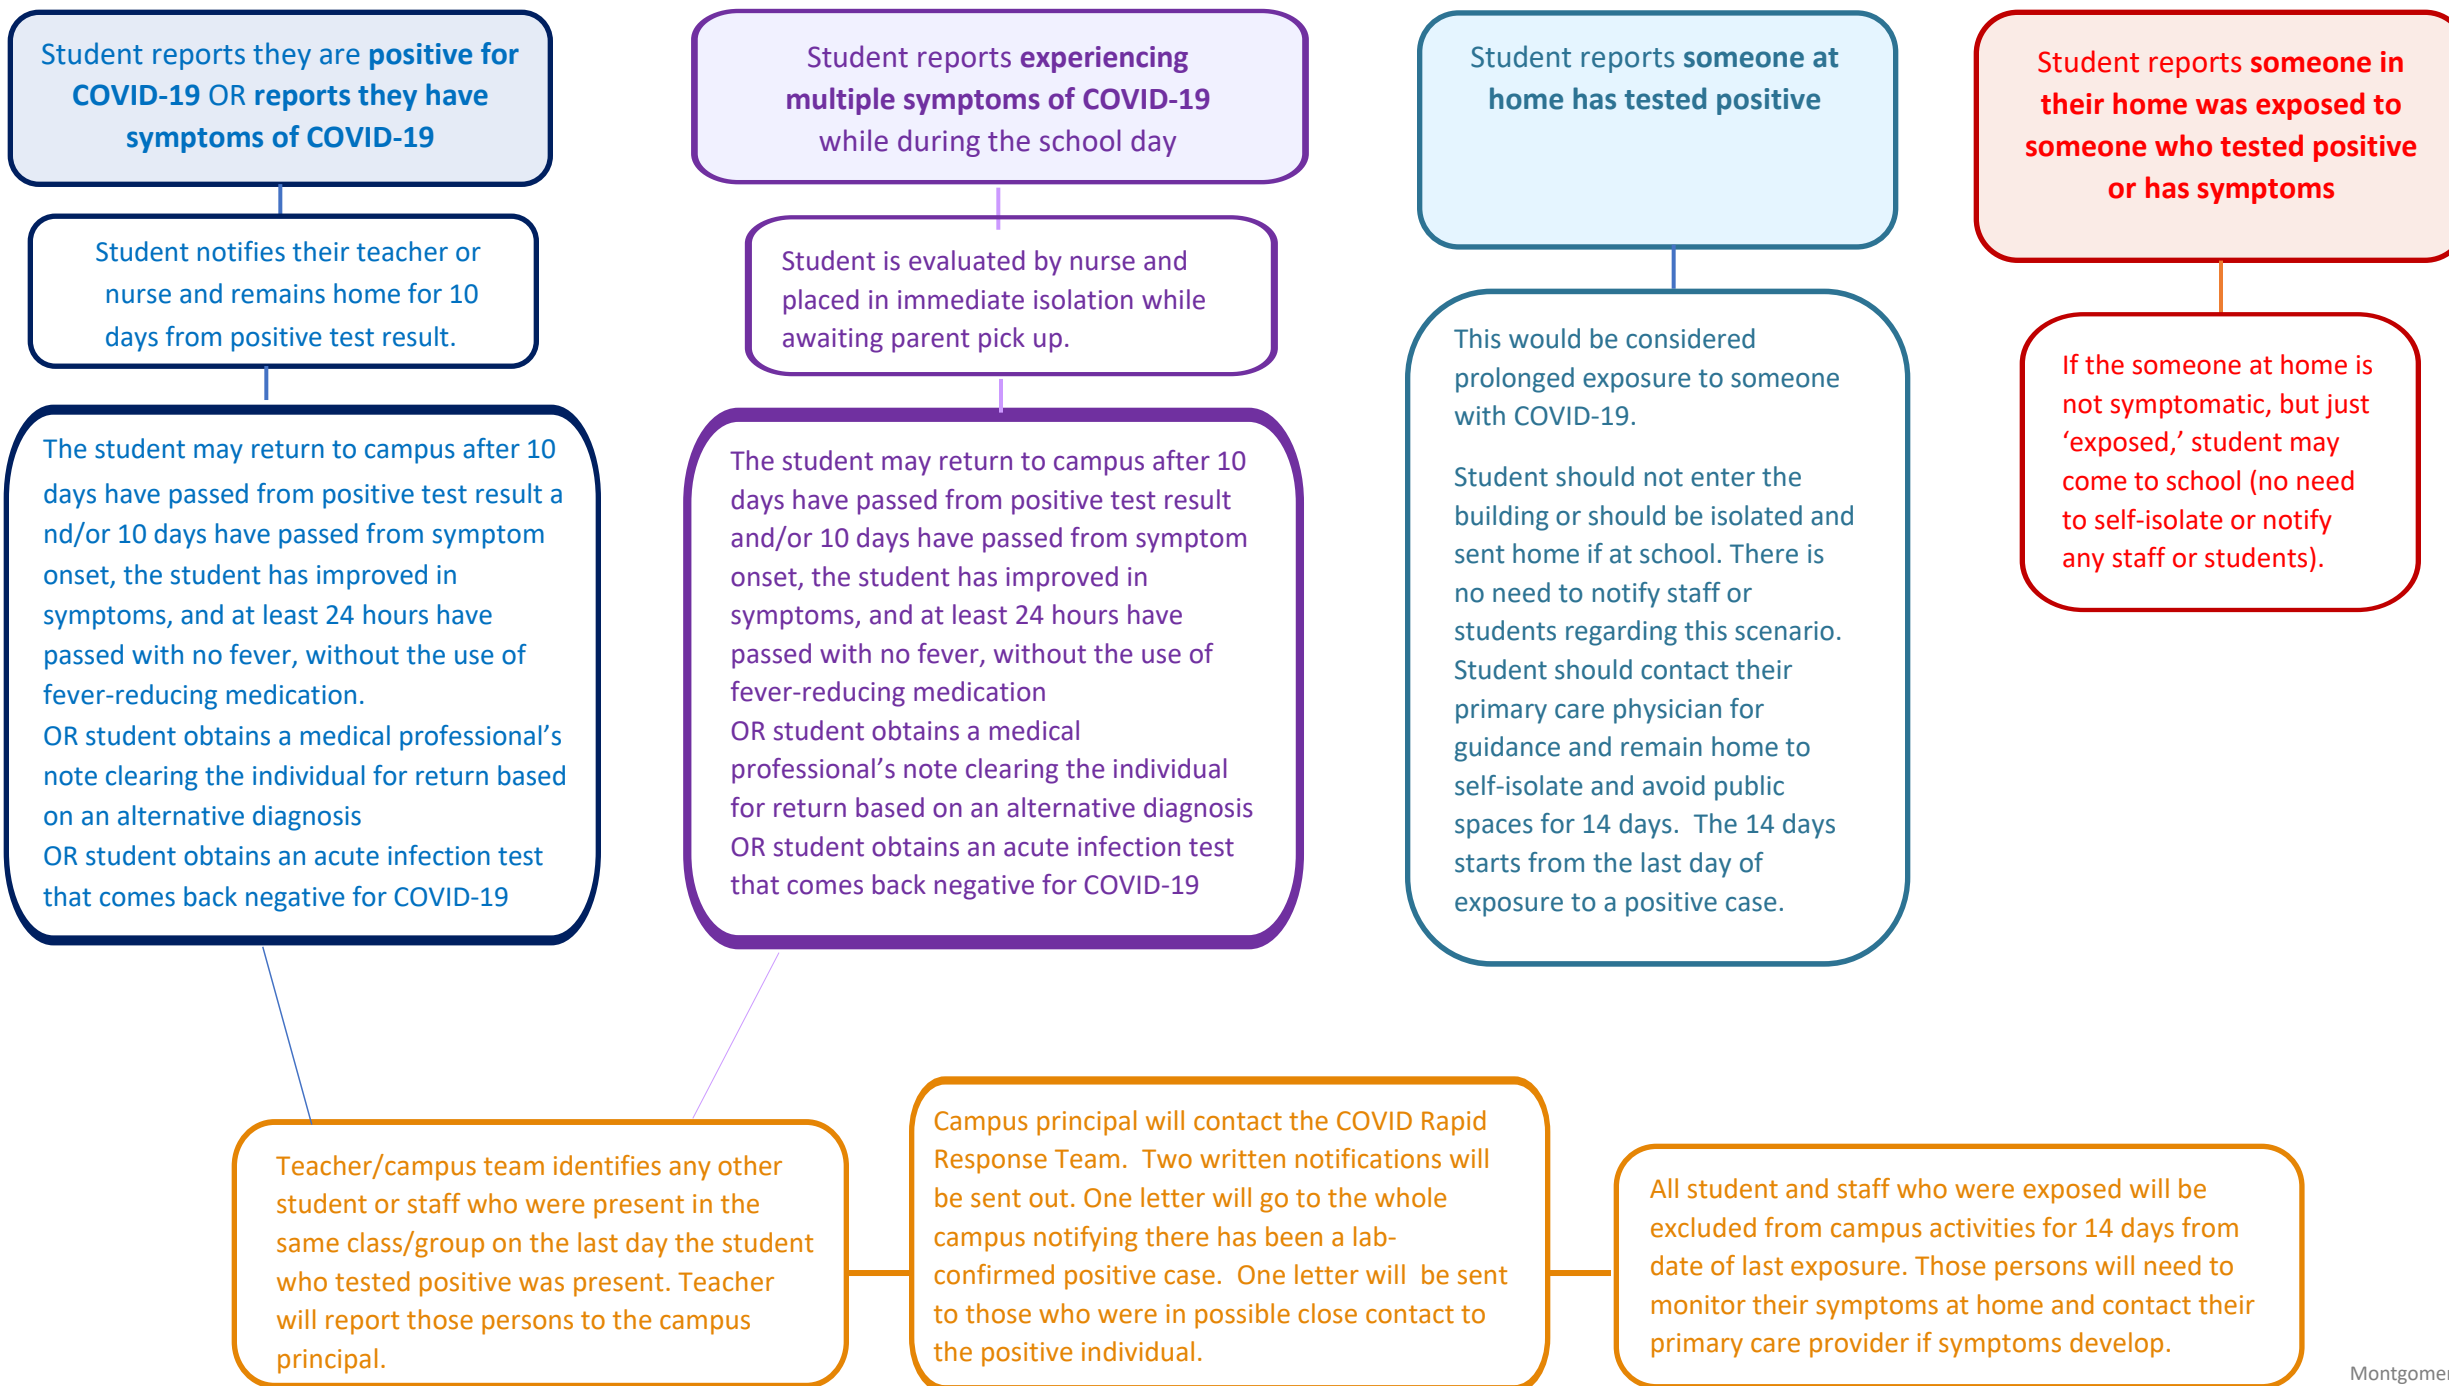 Student reports they are positive for
COVID-19 OR reports they have
symptoms of COVID-19
Student notifies their teacher or
nurse and remains home for 10
days from positive test result.
The student may return to campus after 10
days have passed from positive test result a
nd/or 10 days have passed from symptom
onset, the student has improved in
symptoms, and at least 24 hours have
passed with no fever, without the use of
fever-reducing medication.
OR student obtains a medical professional’s
note clearing the individual for return based
on an alternative diagnosis
OR student obtains an acute infection test
that comes back negative for COVID-19
Student reports experiencing
multiple symptoms of COVID-19
while during the school day
Student is evaluated by nurse and
placed in immediate isolation while
awaiting parent pick up.
The student may return to campus after 10
days have passed from positive test result
and/or 10 days have passed from symptom
onset, the student has improved in
symptoms, and at least 24 hours have
passed with no fever, without the use of
fever-reducing medication
OR student obtains a medical
professional’s note clearing the individual
for return based on an alternative diagnosis
OR student obtains an acute infection test
that comes back negative for COVID-19
Student reports someone at
home has tested positive
This would be considered
prolonged exposure to someone
with COVID-19.
Student should not enter the
building or should be isolated and
sent home if at school. There is
no need to notify staff or
students regarding this scenario.
Student should contact their
primary care physician for
guidance and remain home to
self-isolate and avoid public
spaces for 14 days. The 14 days
starts from the last day of
exposure to a positive case.
Student reports someone in
their home was exposed to
someone who tested positive
or has symptoms
If the someone at home is
not symptomatic, but just
‘exposed,’ student may
come to school (no need
to self-isolate or notify
any staff or students).
Teacher/campus team identifies any other
student or staff who were present in the
same class/group on the last day the student
who tested positive was present. Teacher
will report those persons to the campus
principal.
Campus principal will contact the COVID Rapid
Response Team. Two written notifications will
be sent out. One letter will go to the whole
campus notifying there has been a lab-
confirmed positive case. One letter will be sent
to those who were in possible close contact to
the positive individual.
All student and staff who were exposed will be
excluded from campus activities for 14 days from
date of last exposure. Those persons will need to
monitor their symptoms at home and contact their
primary care provider if symptoms develop.